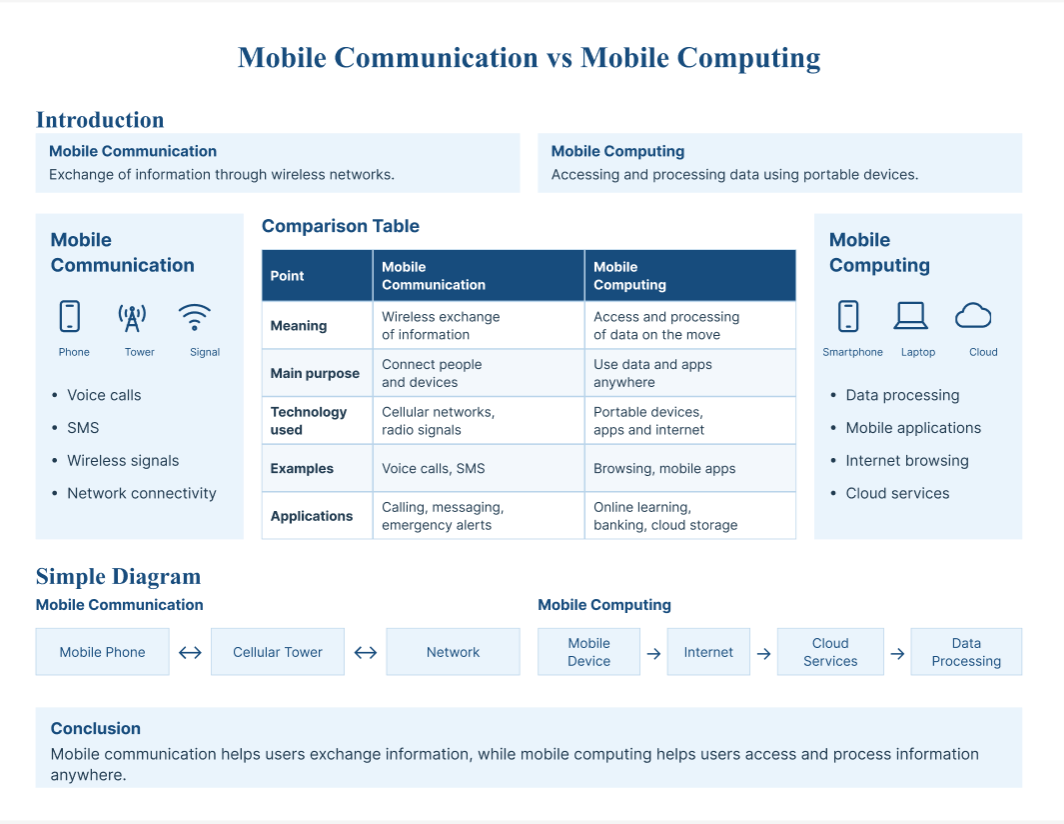 Mobile Communication vs Mobile Computing
Introduction
Mobile Communication
Exchange of information through wireless networks.
Mobile Computing
Accessing and processing data using portable devices.
Mobile
Communication
Phone
Tower
Signal
• Voice calls
• SMS
• Wireless signals
• Network connectivity
Comparison Table
Point
Mobile
Communication
Mobile
Computing
Meaning
Wireless exchange
of information
Access and processing
of data on the move
Main purpose
Connect people
and devices
Use data and apps
anywhere
Technology
used
Cellular networks,
radio signals
Portable devices,
apps and internet
Examples
Voice calls, SMS
Browsing, mobile apps
Applications
Calling, messaging,
emergency alerts
Online learning,
banking, cloud storage
Mobile
Computing
Smartphone
Laptop
Cloud
• Data processing
• Mobile applications
• Internet browsing
• Cloud services
Simple Diagram
Mobile Communication
Mobile Phone
Cellular Tower
Network
Mobile Computing
Mobile
Device
Internet
Cloud
Services
Data
Processing
Conclusion
Mobile communication helps users exchange information, while mobile computing helps users access and process information
anywhere.